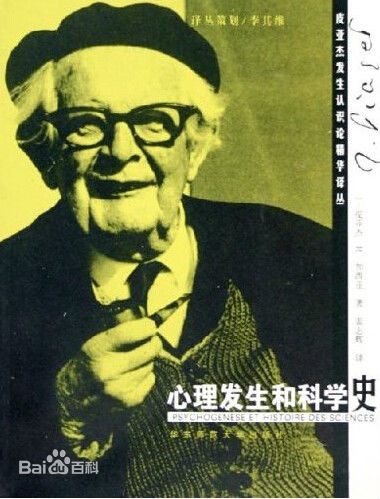 译丛策划/李其维
皮亚杰发生认识论精华译丛
J. Piaget
心理发生和科学史
PSYCHOGENÈSE ET HISTOIRE DES SCIENCES
华东师范大学出版社
Bai百科